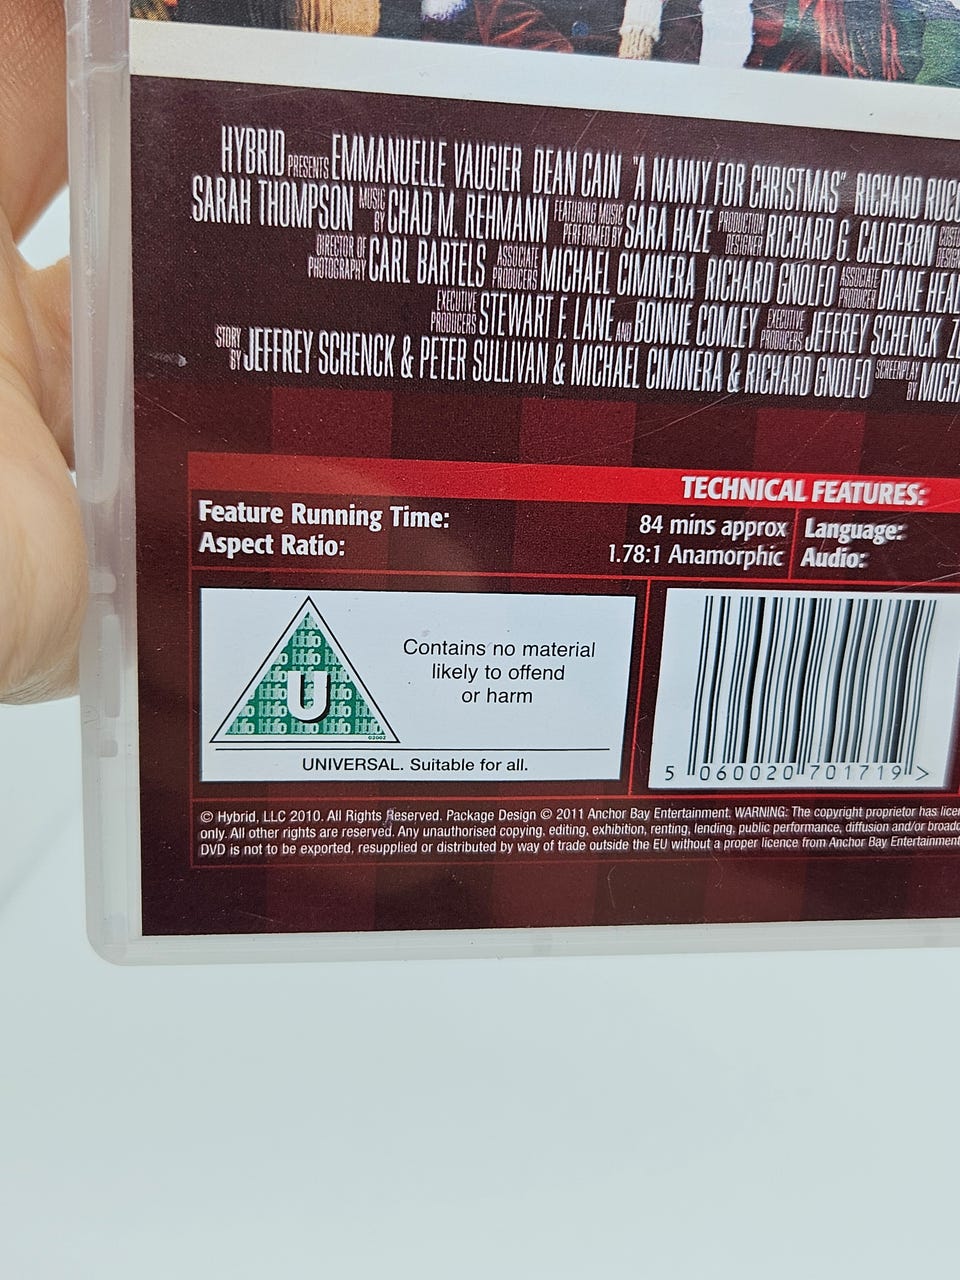 HYBRID PRESENTS EMMANUELLE VAUGIER DEAN CAIN "A NANNY FOR CHRISTMAS" RICHARD
SARAH THOMPSON MUSIC BY CHAD M. REHMANN FEATURING MUSIC PERFORMED BY SARA HAZE PRODUCTION DESIGNER RICHARD G. CALDERON
DIRECTOR OF PHOTOGRAPHY CARL BARTELS ASSOCIATE PRODUCERS MICHAEL CIMINERA RICHARD GNOLFO ASSOCIATE PRODUCER DIANE
EXECUTIVE PRODUCERS STEWART F. LANE AND BONNIE COMLEY EXECUTIVE PRODUCERS JEFFREY SCHENCK
STORY BY JEFFREY SCHENCK & PETER SULLIVAN & MICHAEL CIMINERA & RICHARD GNOLFO SCREENPLAY BY
TECHNICAL FEATURES:
Feature Running Time: 84 mins approx Language:
Aspect Ratio: 1.78:1 Anamorphic Audio:
U
Contains no material
likely to offend
or harm
UNIVERSAL. Suitable for all.
5 060020 701719 >
© Hybrid, LLC 2010. All Rights Reserved. Package Design © 2011 Anchor Bay Entertainment. WARNING: The copyright proprietor has
only. All other rights are reserved. Any unauthorised copying, editing, exhibition, renting, lending, public performance, diffusion and/or
DVD is not to be exported, resupplied or distributed by way of trade outside the EU without a proper licence from Anchor Bay Entertainment